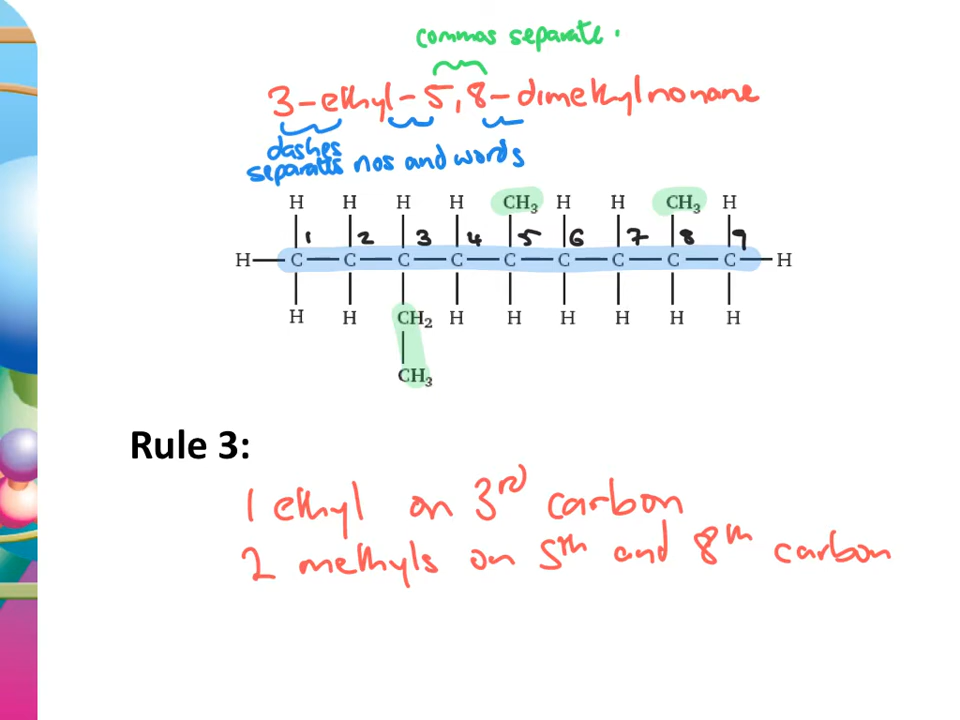 commas separate.
3-ethyl-5,8-dimethylnonane
dashes
separates nos and words
H H H H CH₃ H H CH₃ H
1 2 3 4 5 6 7 8 9
H C C C C C C C C C H
H H CH₂ H H H H H H
CH₃
Rule 3:
1 ethyl on 3rd carbon
2 methyls on 5th and 8th carbon